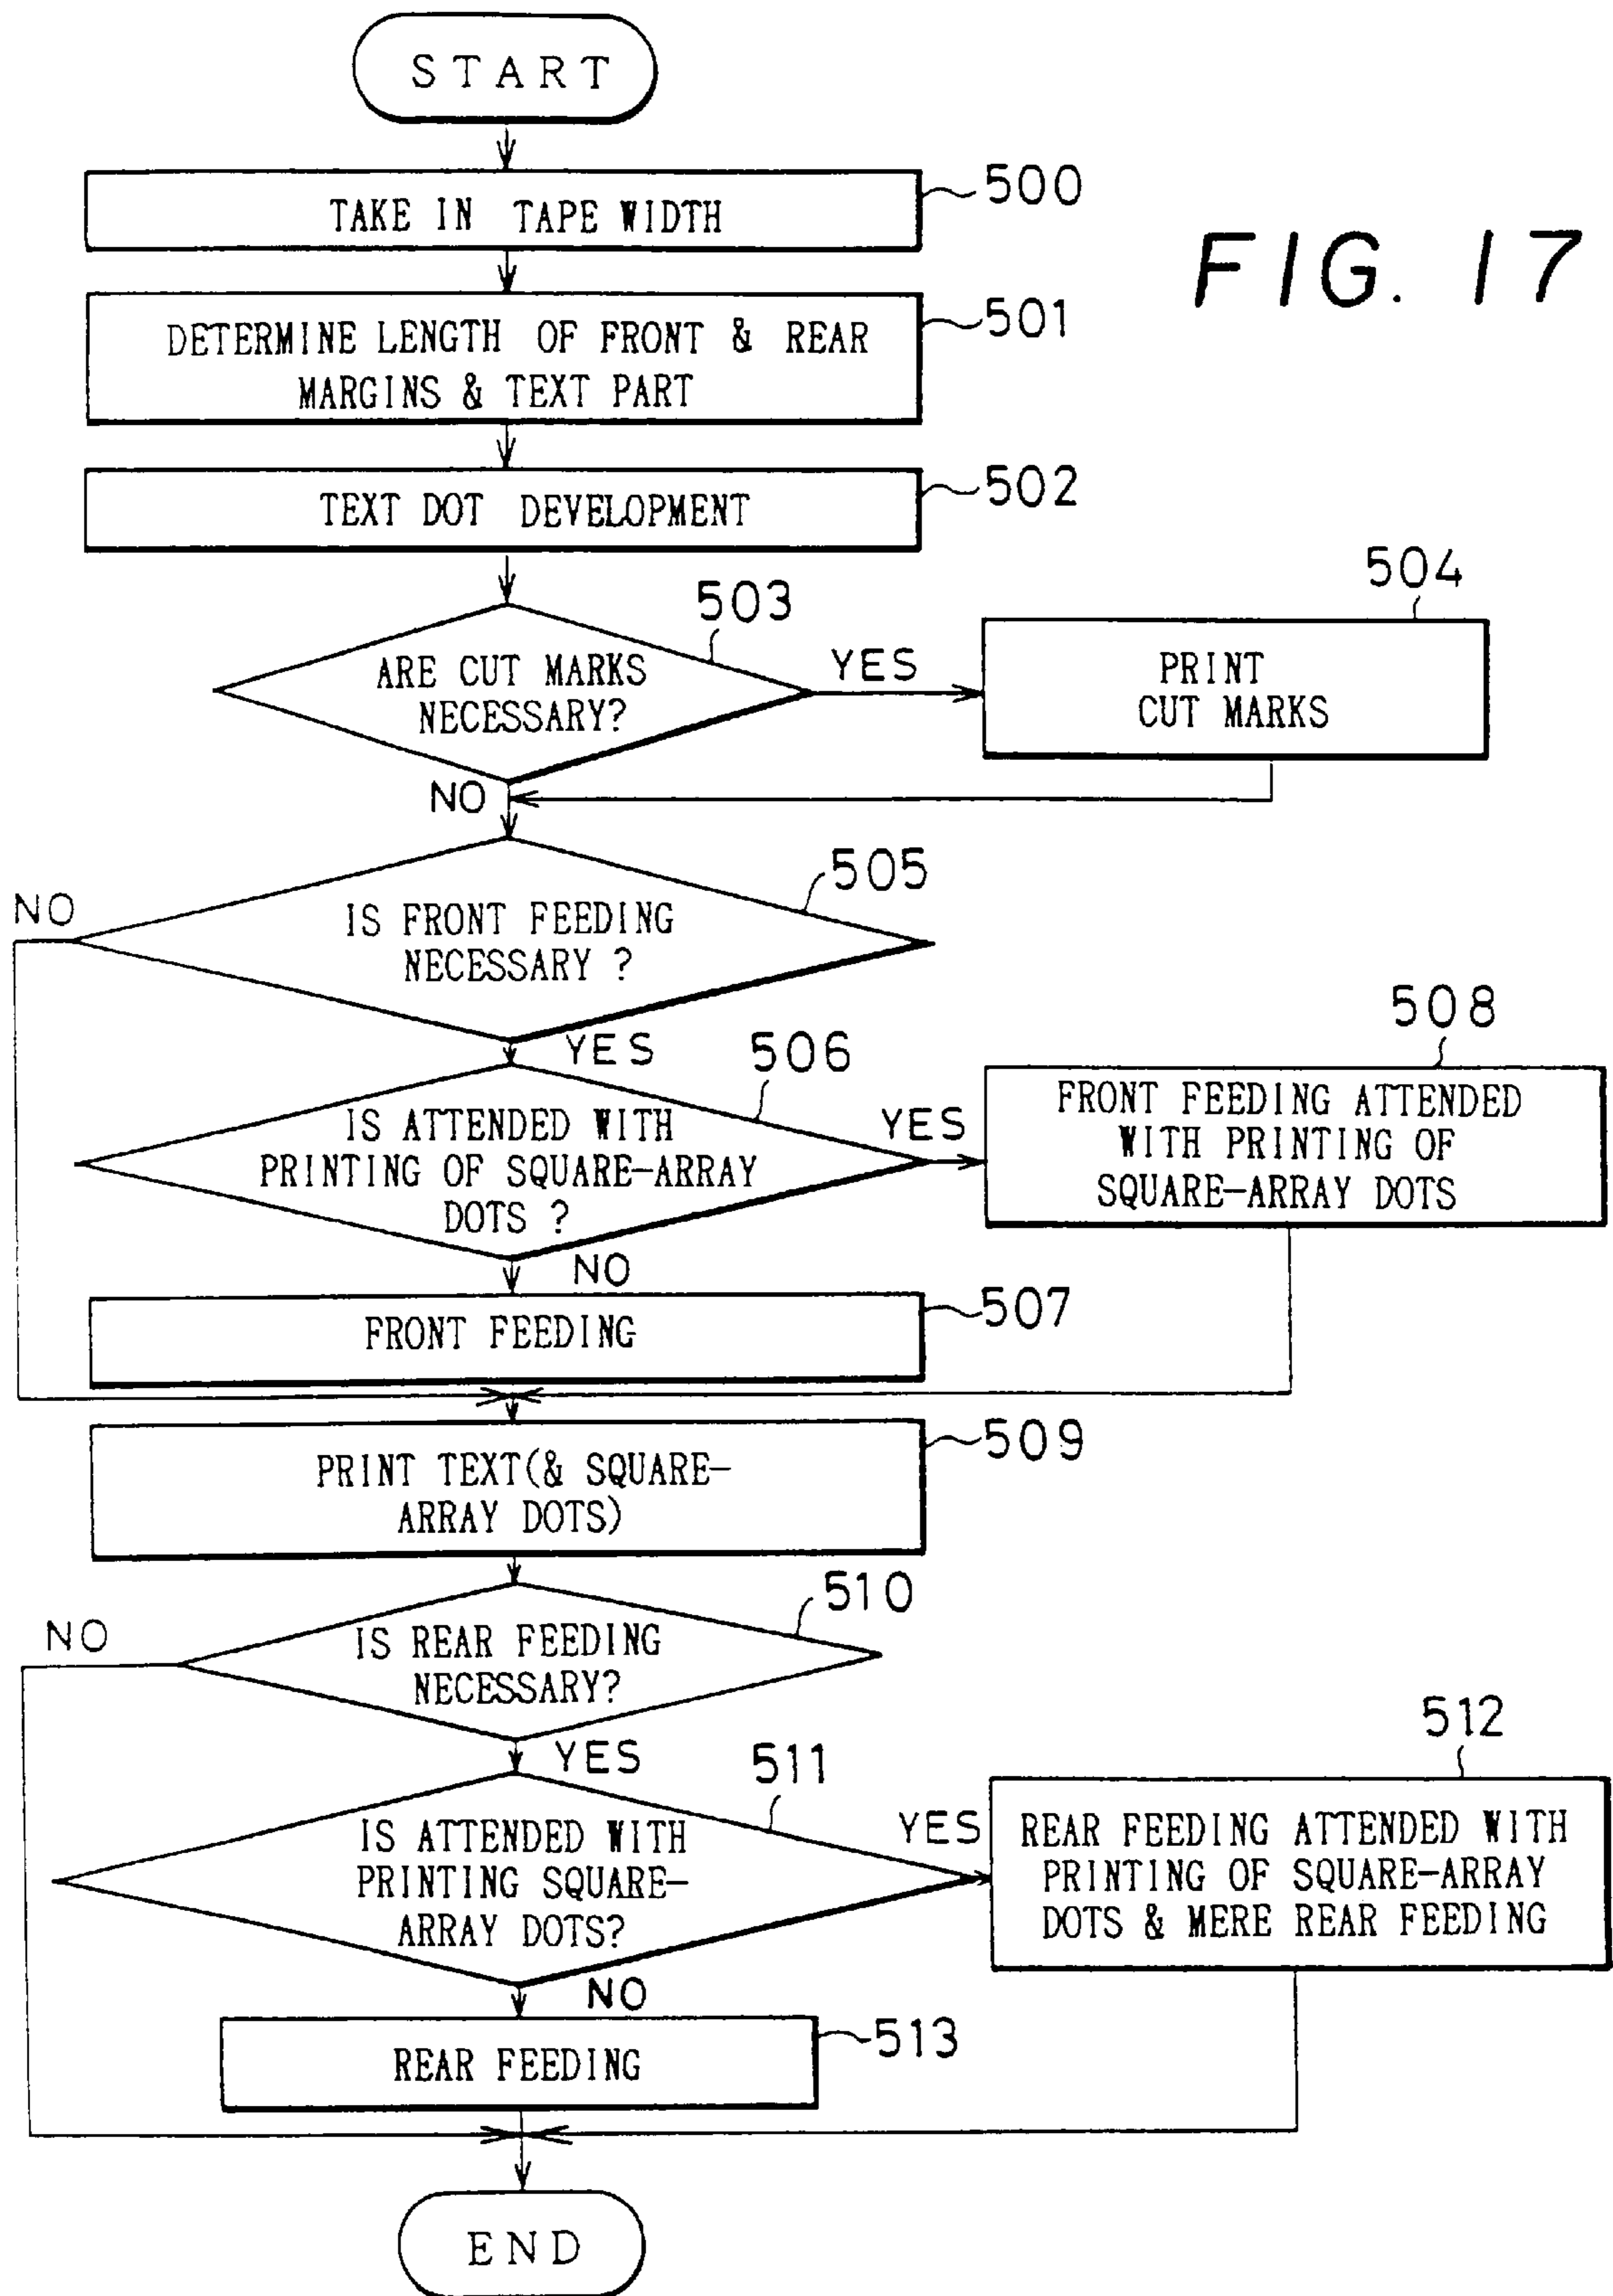 START
TAKE IN TAPE WIDTH
500
FIG. 17
DETERMINE LENGTH OF FRONT & REAR
MARGINS & TEXT PART
501
TEXT DOT DEVELOPMENT
502
503
504
ARE CUT MARKS
NECESSARY?
YES
PRINT
CUT MARKS
NO
505
NO
IS FRONT FEEDING
NECESSARY ?
YES
506
508
IS ATTENDED WITH
PRINTING OF SQUARE-ARRAY
DOTS ?
YES
FRONT FEEDING ATTENDED
WITH PRINTING OF
SQUARE-ARRAY DOTS
NO
507
FRONT FEEDING
509
PRINT TEXT(& SQUARE-
ARRAY DOTS)
510
NO
IS REAR FEEDING
NECESSARY?
YES
511
512
IS ATTENDED WITH
PRINTING SQUARE-
ARRAY DOTS?
YES
REAR FEEDING ATTENDED WITH
PRINTING OF SQUARE-ARRAY
DOTS & MERE REAR FEEDING
NO
513
REAR FEEDING
END